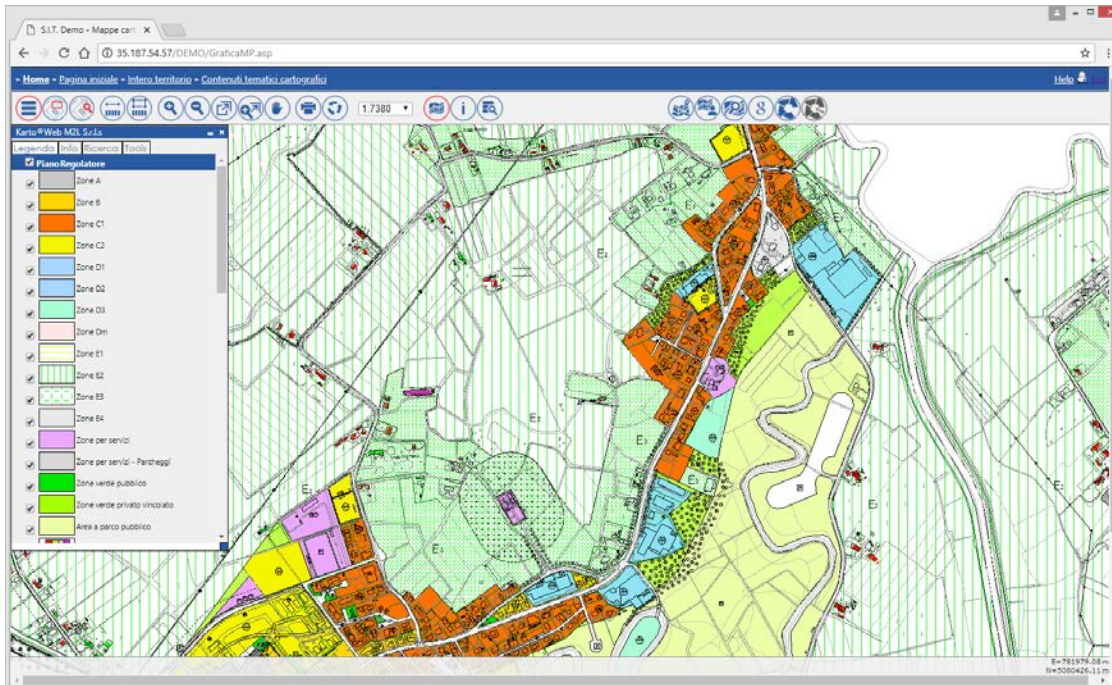 S.I.T. Demo - Mappe cart
35.187.54.57/DEMO/GraficaMP.asp
Home - Pagina iniziale - Intero territorio - Contenuti tematici cartografici
Help
1:7380
i
g
Karto®Web M2L S.r.l.s
Legenda Info Ricerca Tools
Piano Regolatore
Zone A
Zone B
Zone C1
Zone C2
Zone D1
Zone D2
Zone D3
Zone Dm
Zone E1
Zone E2
Zone E3
Zone E4
Zone per servizi
Zone per servizi - Parcheggi
Zone verde pubblico
Zone verde privato vincolato
Area a parco pubblico
E2
E3
E=781979.08 m
N=5080426.11 m